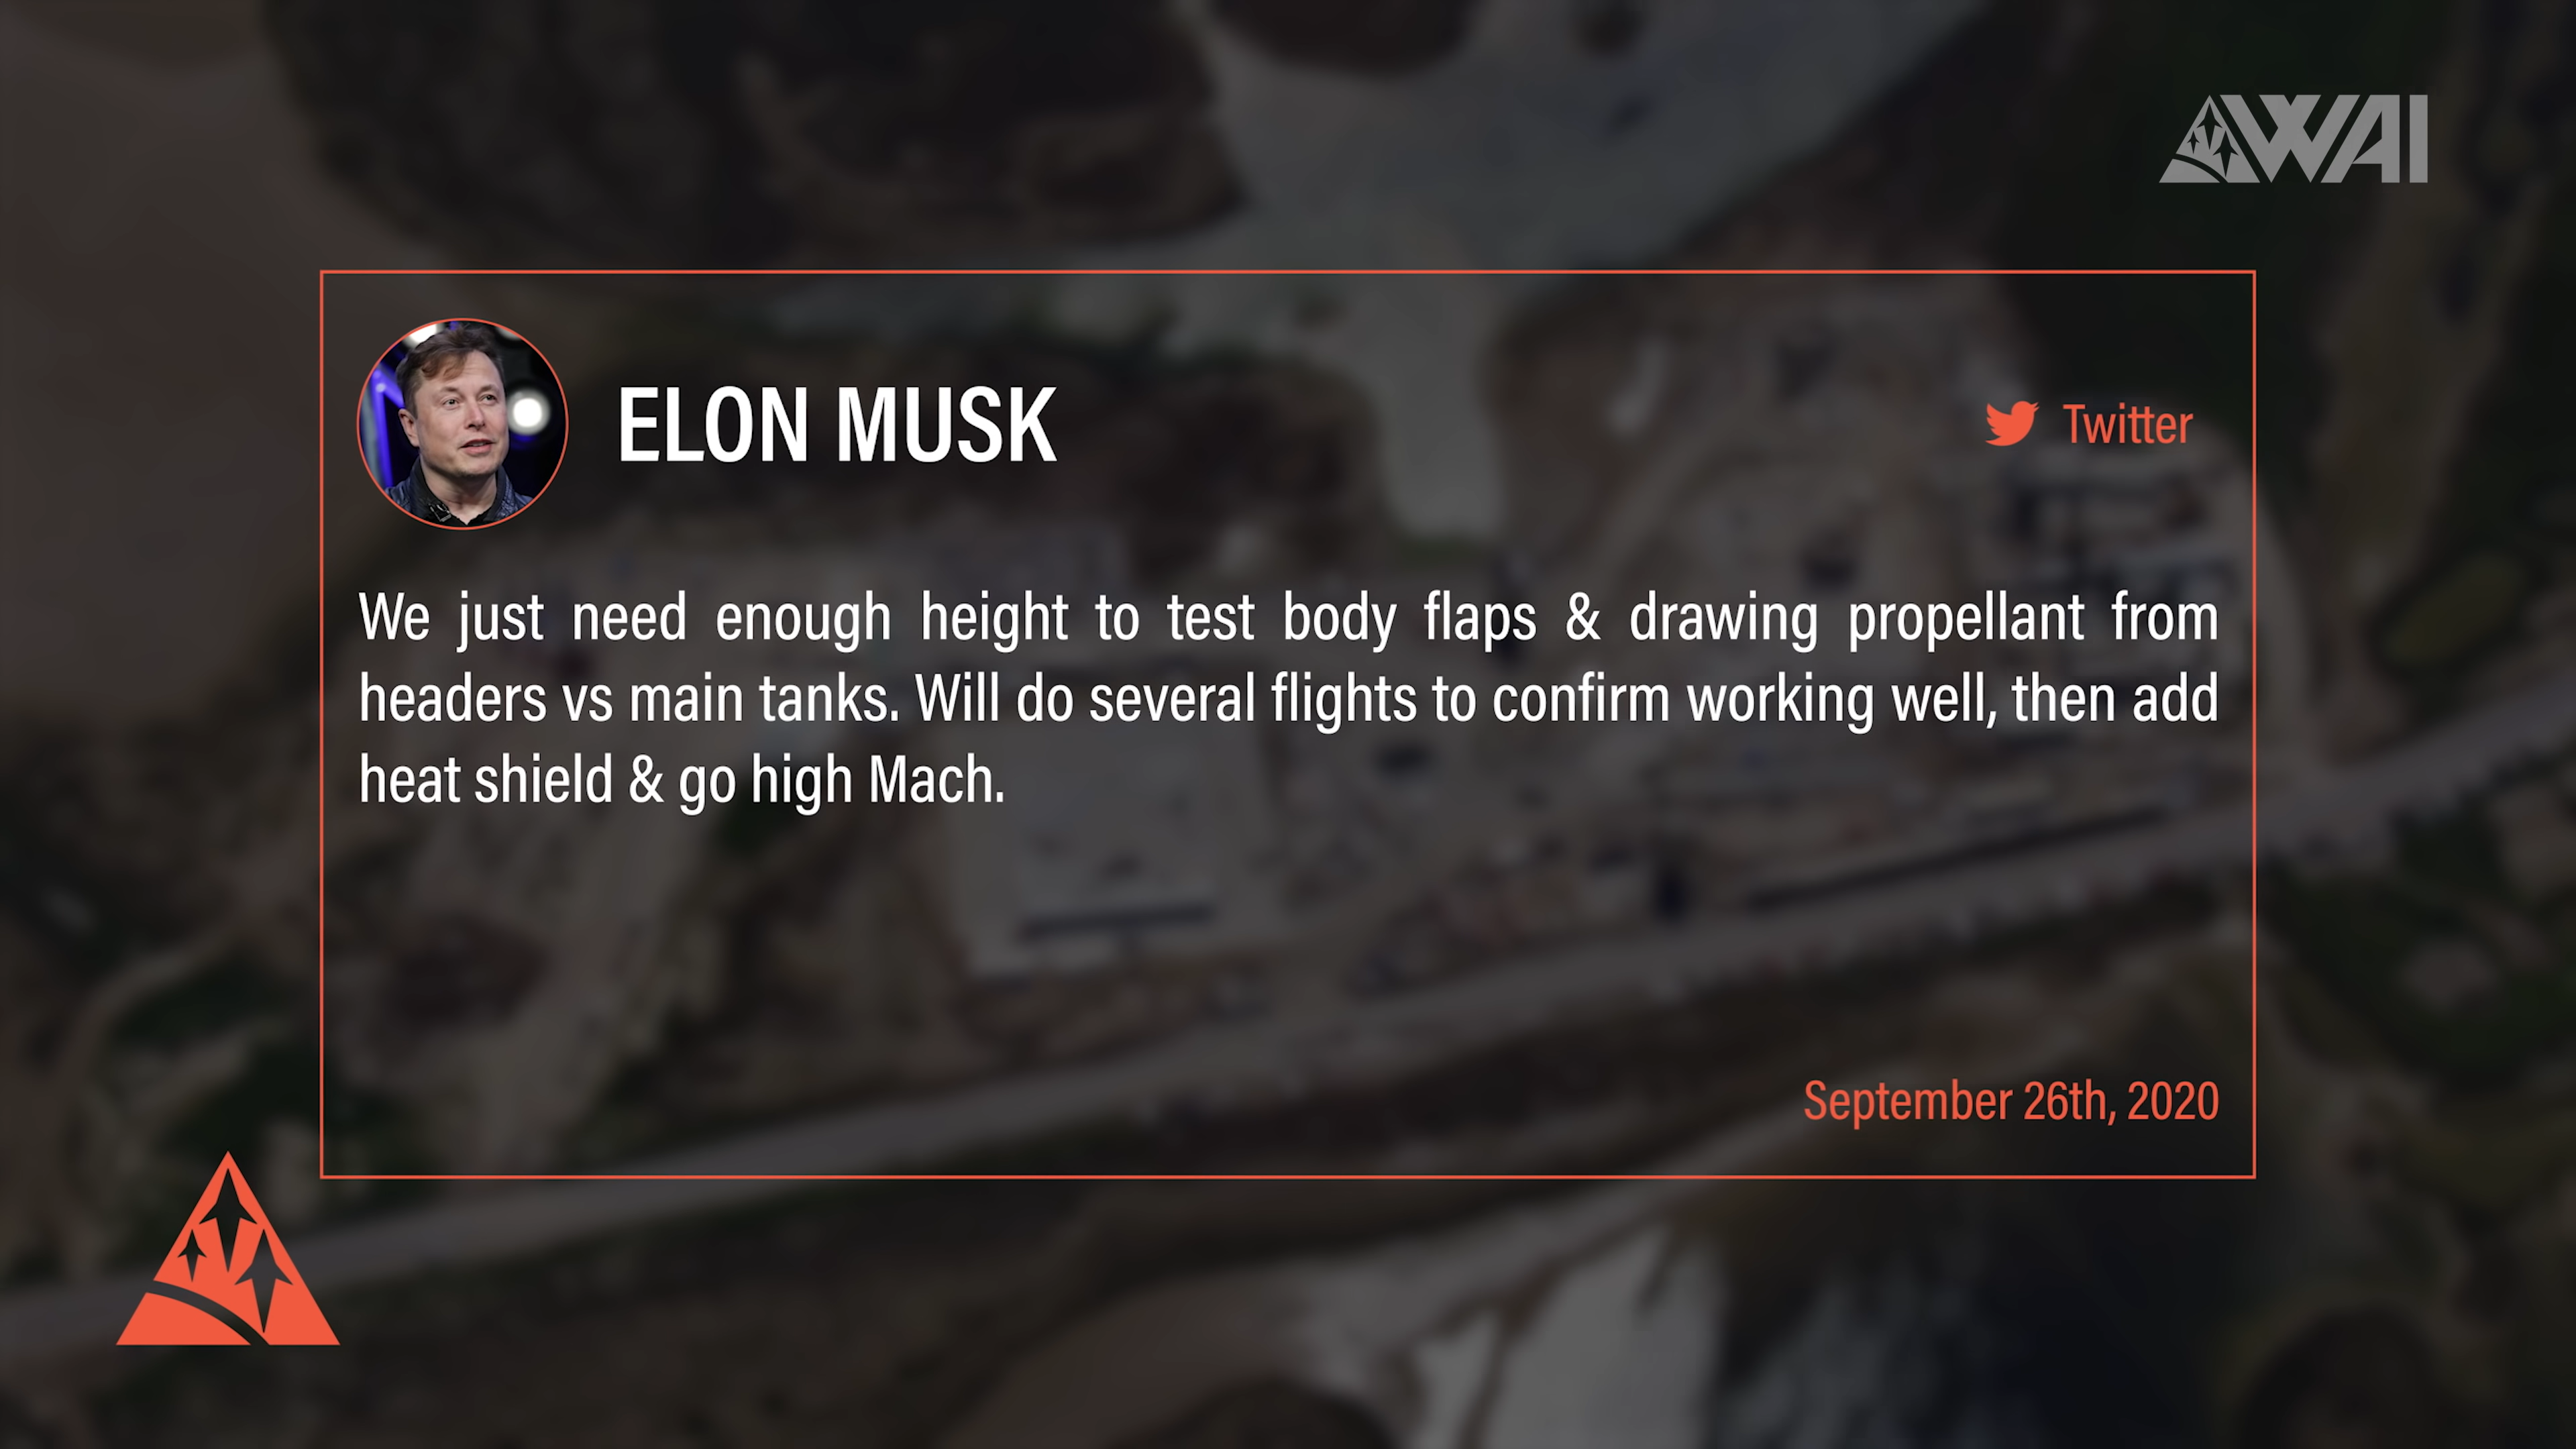 WAI
ELON MUSK
Twitter
We just need enough height to test body flaps & drawing propellant from
headers vs main tanks. Will do several flights to confirm working well, then add
heat shield & go high Mach.
September 26th, 2020